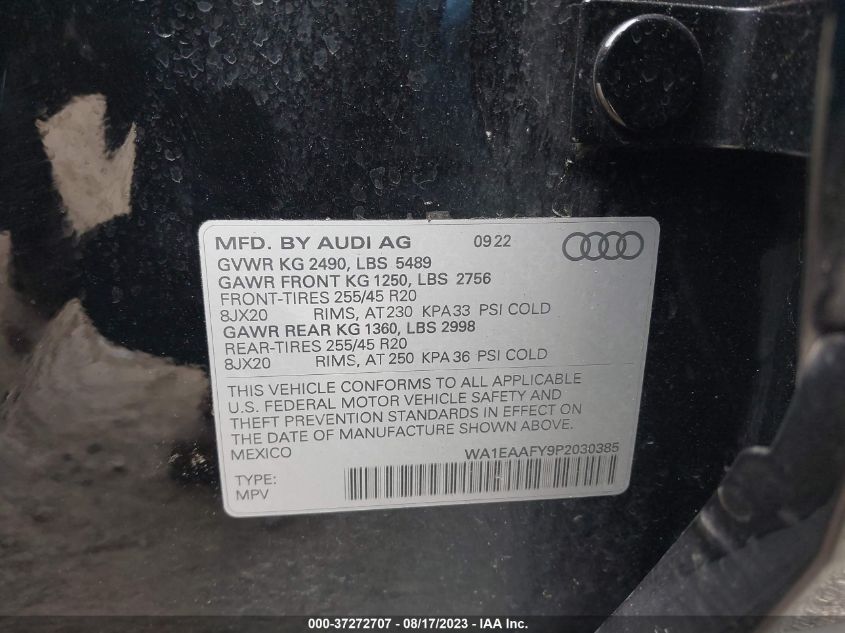 MFD. BY AUDI AG 09 22
GVWR KG 2490, LBS 5489
GAWR FRONT KG 1250, LBS 2756
FRONT-TIRES 255/45 R20
8JX20 RIMS, AT 230 KPA 33 PSI COLD
GAWR REAR KG 1360, LBS 2998
REAR-TIRES 255/45 R20
8JX20 RIMS, AT 250 KPA 36 PSI COLD
THIS VEHICLE CONFORMS TO ALL APPLICABLE
U.S. FEDERAL MOTOR VEHICLE SAFETY AND
THEFT PREVENTION STANDARDS IN EFFECT ON
THE DATE OF MANUFACTURE SHOWN ABOVE.
MEXICO WA1EAAFY9P2030385
TYPE:
MPV
000-37272707 - 08/17/2023 - IAA Inc.